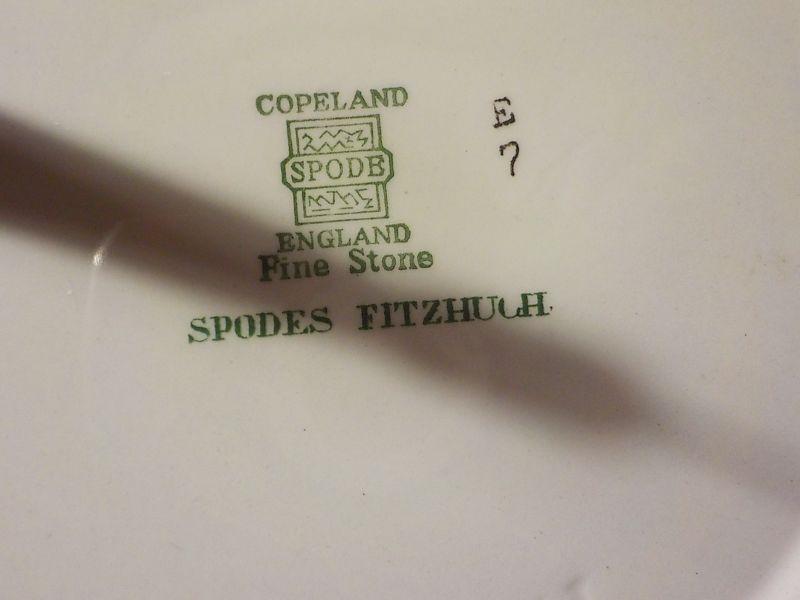 COPELAND
SPODE
ENGLAND
Fine Stone
SPODES FITZHUGH
E
7